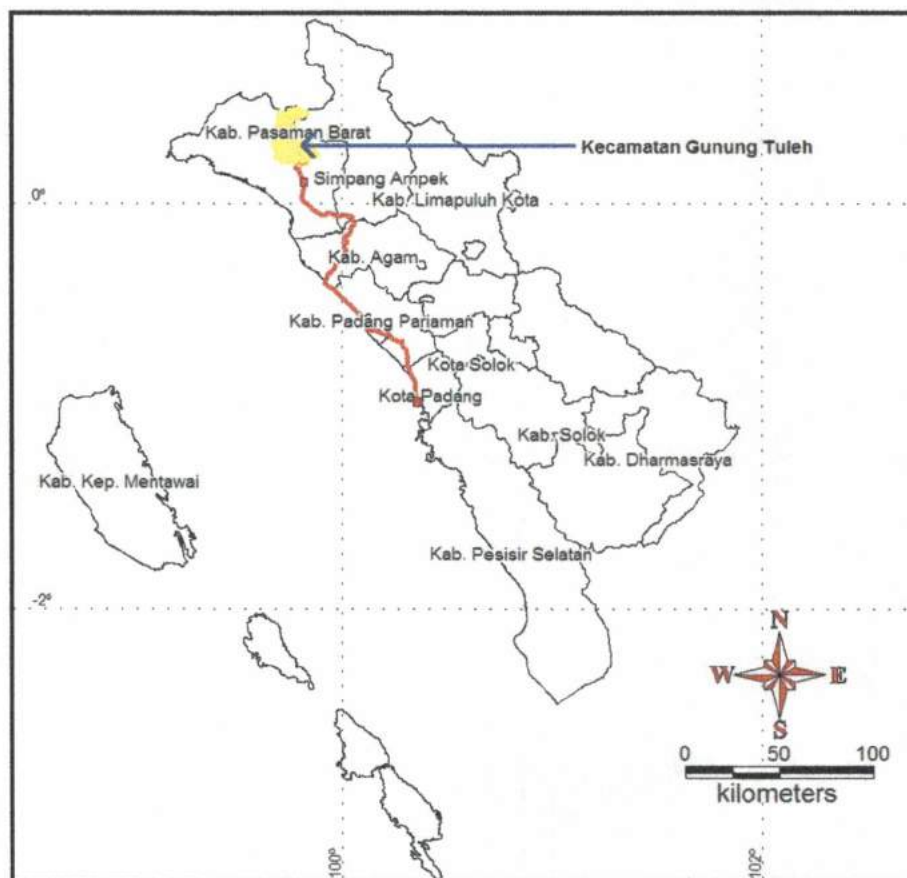 Kab. Pasaman Barat
Kecamatan Gunung Tuleh
Simpang Ampek
Kab. Limapuluh Kota
0°
Kab. Agam
Kab. Padang Pariaman
Kota Solok
Kota Padang
Kab. Solok
Kab. Dharmasraya
Kab. Kep. Mentawai
Kab. Pesisir Selatan
-2°
N
W E
S
0 50 100
kilometers
100°
102°